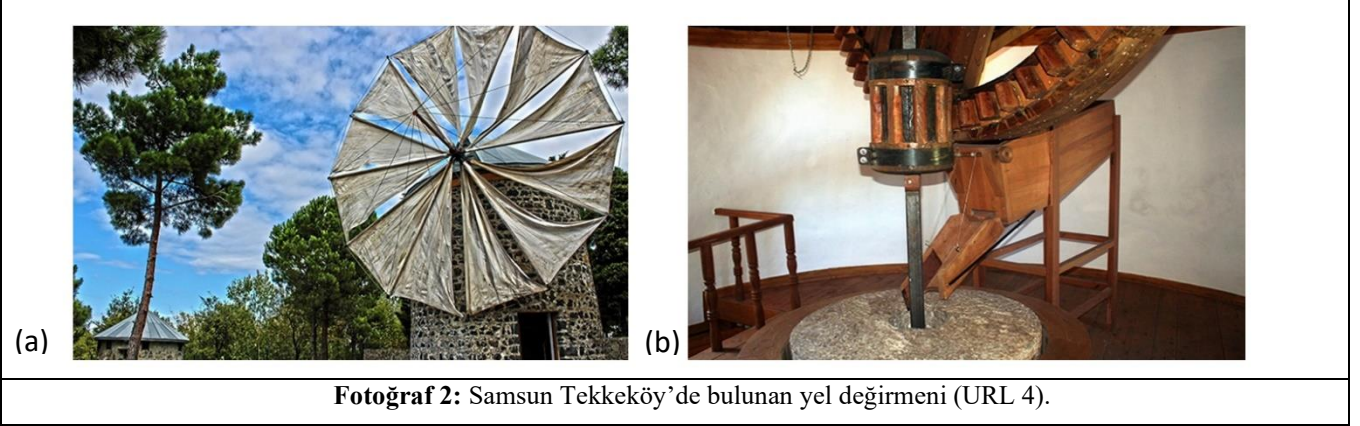 (a)
(b)
Fotoğraf 2: Samsun Tekkeköy’de bulunan yel değirmeni (URL 4).